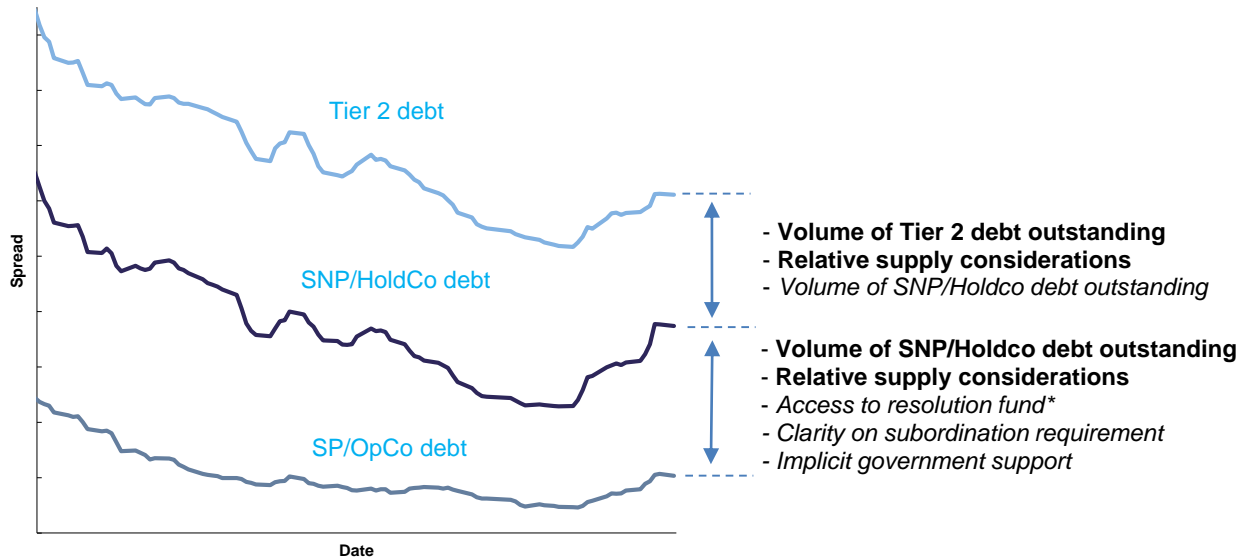 Tier 2 debt
- Volume of Tier 2 debt outstanding
- Relative supply considerations
- Volume of SNP/Holdco debt outstanding
Spread
SNP/HoldCo debt
- Volume of SNP/Holdco debt outstanding
- Relative supply considerations
- Access to resolution fund*
- Clarity on subordination requirement
- Implicit government support
SP/OpCo debt
Date